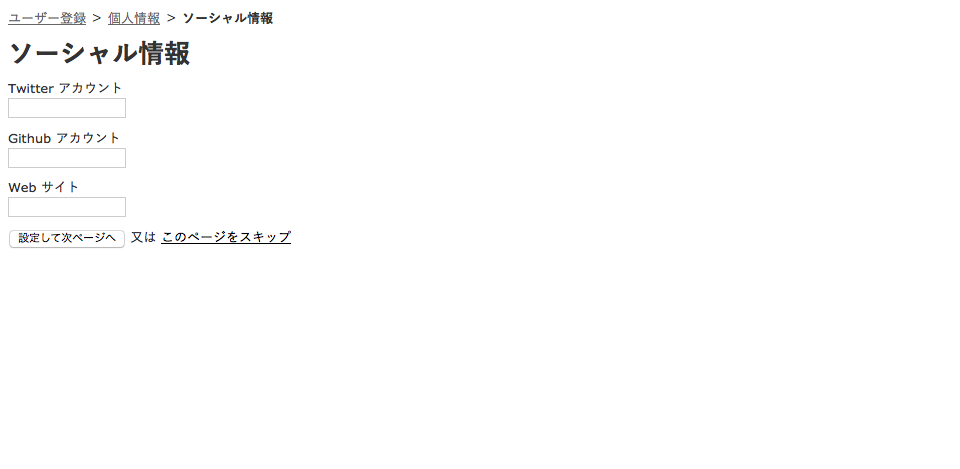 ユーザー登録 > 個人情報 > ソーシャル情報
ソーシャル情報
Twitter アカウント
Github アカウント
Web サイト
設定して次ページへ 又は このページをスキップ